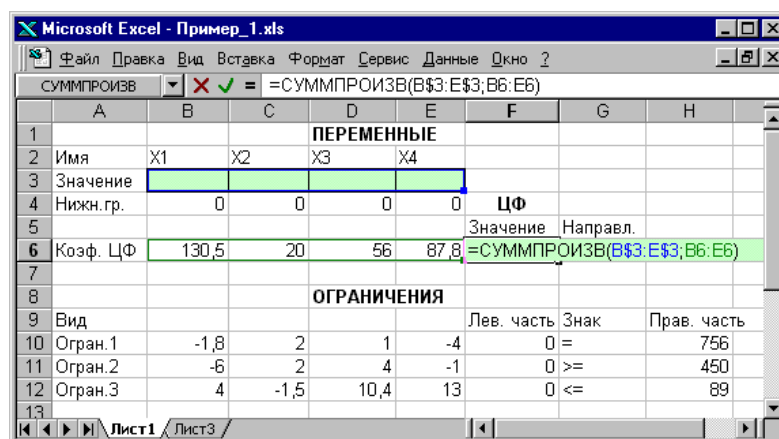 Microsoft Excel - Пример_1.xls
Файл Правка Вид Вставка Формат Сервис Данные Окно ?
СУММПРОИЗВ = =СУММПРОИЗВ(B$3:E$3;B6:E6)
A B C D E F G H
1 ПЕРЕМЕННЫЕ
2 Имя X1 X2 X3 X4
3 Значение
4 Нижн.гр. 0 0 0 0 ЦФ
5 Значение Направл.
6 Коэф. ЦФ 130,5 20 56 87,8 =СУММПРОИЗВ(B$3:E$3;B6:E6)
7
8 ОГРАНИЧЕНИЯ
9 Вид Лев. часть Знак Прав. часть
10 Огран.1 -1,8 2 1 -4 0 = 756
11 Огран.2 -6 2 4 -1 0 >= 450
12 Огран.3 4 -1,5 10,4 13 0 <= 89
13
Лист1 Лист3